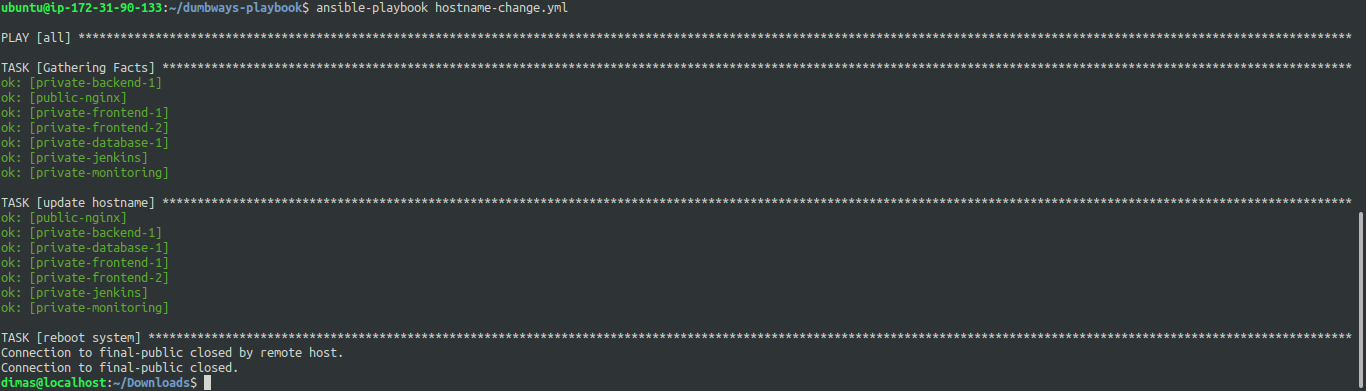 ubuntu@ip-172-31-90-133:~/dumbways-playbook$ ansible-playbook hostname-change.yml
PLAY [all] **********************************************************************************************************************************************************************************
TASK [Gathering Facts] **********************************************************************************************************************************************************************
ok: [private-backend-1]
ok: [public-nginx]
ok: [private-frontend-1]
ok: [private-frontend-2]
ok: [private-database-1]
ok: [private-jenkins]
ok: [private-monitoring]
TASK [update hostname] **********************************************************************************************************************************************************************
ok: [public-nginx]
ok: [private-backend-1]
ok: [private-database-1]
ok: [private-frontend-1]
ok: [private-frontend-2]
ok: [private-jenkins]
ok: [private-monitoring]
TASK [reboot system] ************************************************************************************************************************************************************************
Connection to final-public closed by remote host.
Connection to final-public closed.
dimas@localhost:~/Downloads$